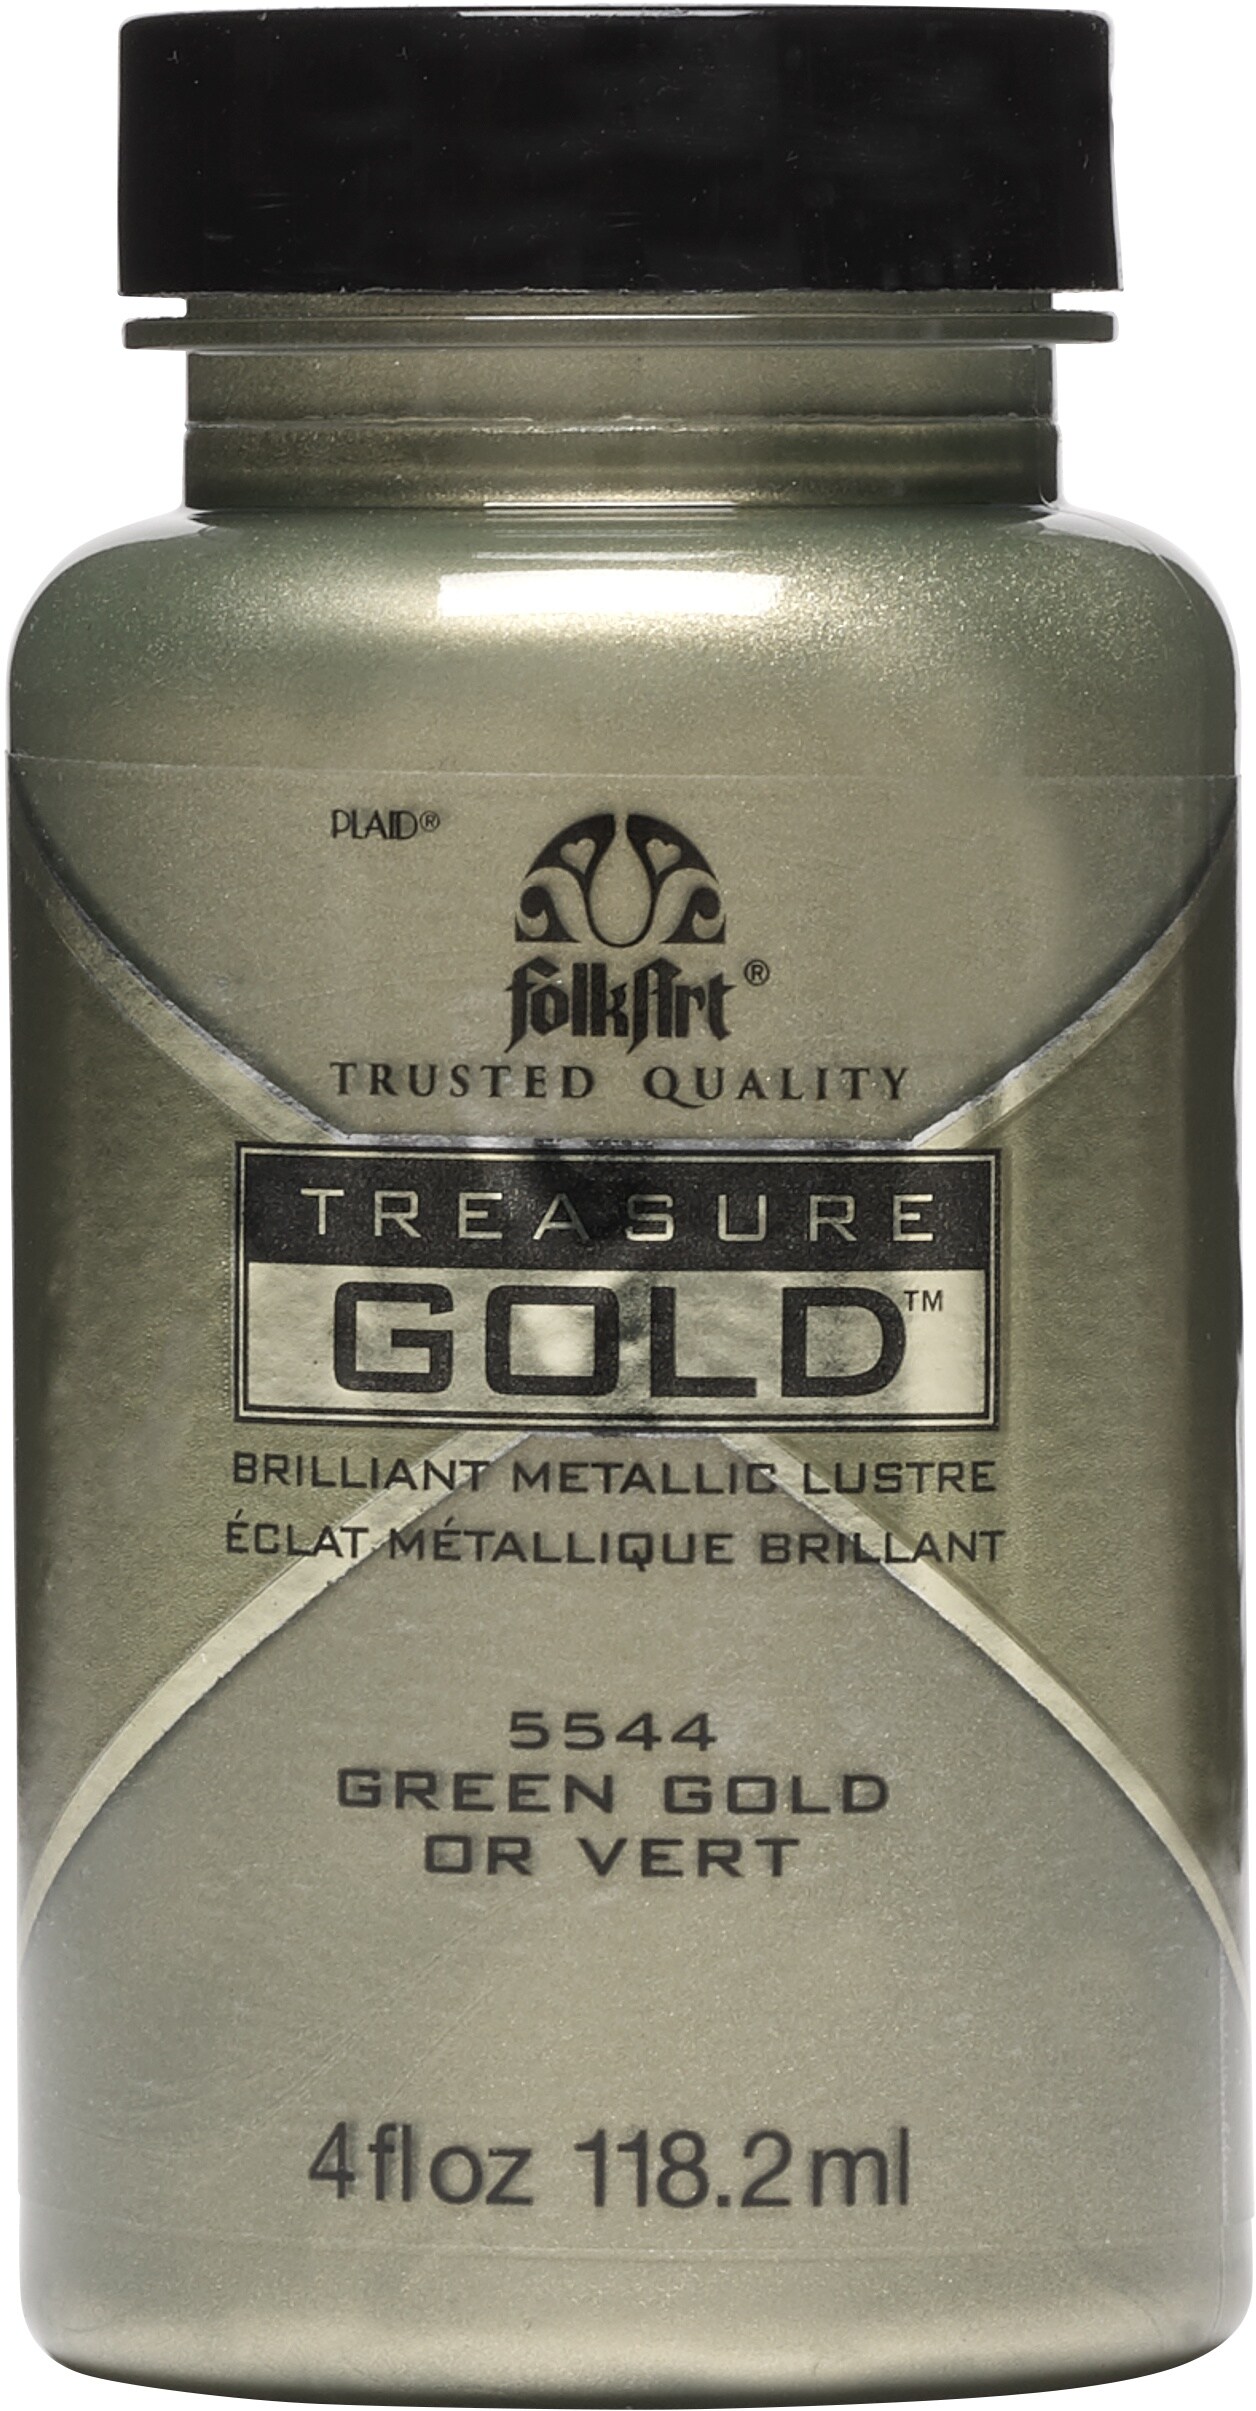 PLAID®
folkArt®
TRUSTED QUALITY
TREASURE
GOLD™
BRILLIANT METALLIC LUSTRE
ÉCLAT MÉTALLIQUE BRILLANT
5544
GREEN GOLD
OR VERT
4 fl oz 118.2 ml